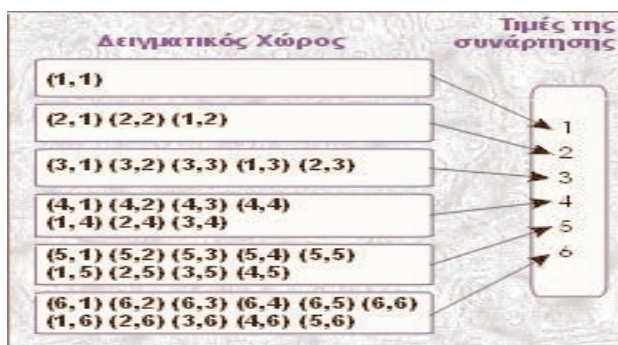 Δειγματικός Χώρος
Τιμές της
συνάρτησης
(1,1)
(2,1) (2,2) (1,2)
(3,1) (3,2) (3,3) (1,3) (2,3)
(4,1) (4,2) (4,3) (4,4)
(1,4) (2,4) (3,4)
(5,1) (5,2) (5,3) (5,4) (5,5)
(1,5) (2,5) (3,5) (4,5)
(6,1) (6,2) (6,3) (6,4) (6,5) (6,6)
(1,6) (2,6) (3,6) (4,6) (5,6)
1
2
3
4
5
6